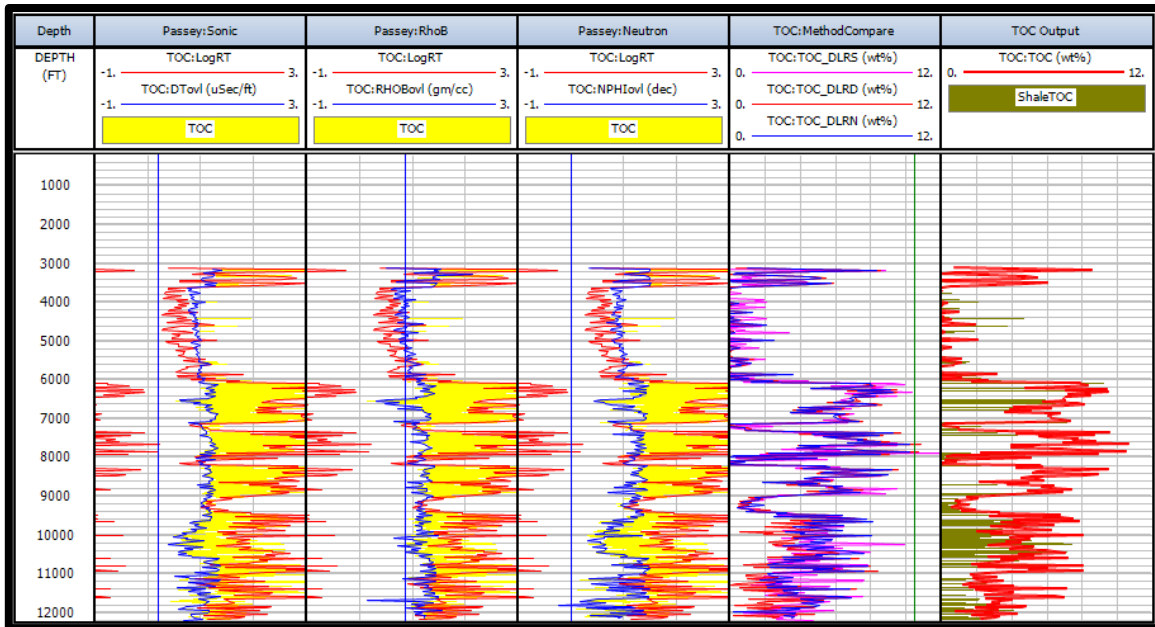 Depth
Passey:Sonic
Passey:RhoB
Passey:Neutron
TOC:MethodCompare
TOC Output
DEPTH
(FT)
TOC:LogRT
-1. 3.
TOC:DTovl (uSec/ft)
-1. 3.
TOC
TOC:LogRT
-1. 3.
TOC:RHOBovl (gm/cc)
-1. 3.
TOC
TOC:LogRT
-1. 3.
TOC:NPHIovl (dec)
-1. 3.
TOC
TOC:TOC_DLRS (wt%)
0. 12.
TOC:TOC_DLRD (wt%)
0. 12.
TOC:TOC_DLRN (wt%)
0. 12.
TOC:TOC (wt%)
0. 12.
ShaleTOC
1000
2000
3000
4000
5000
6000
7000
8000
9000
10000
11000
12000